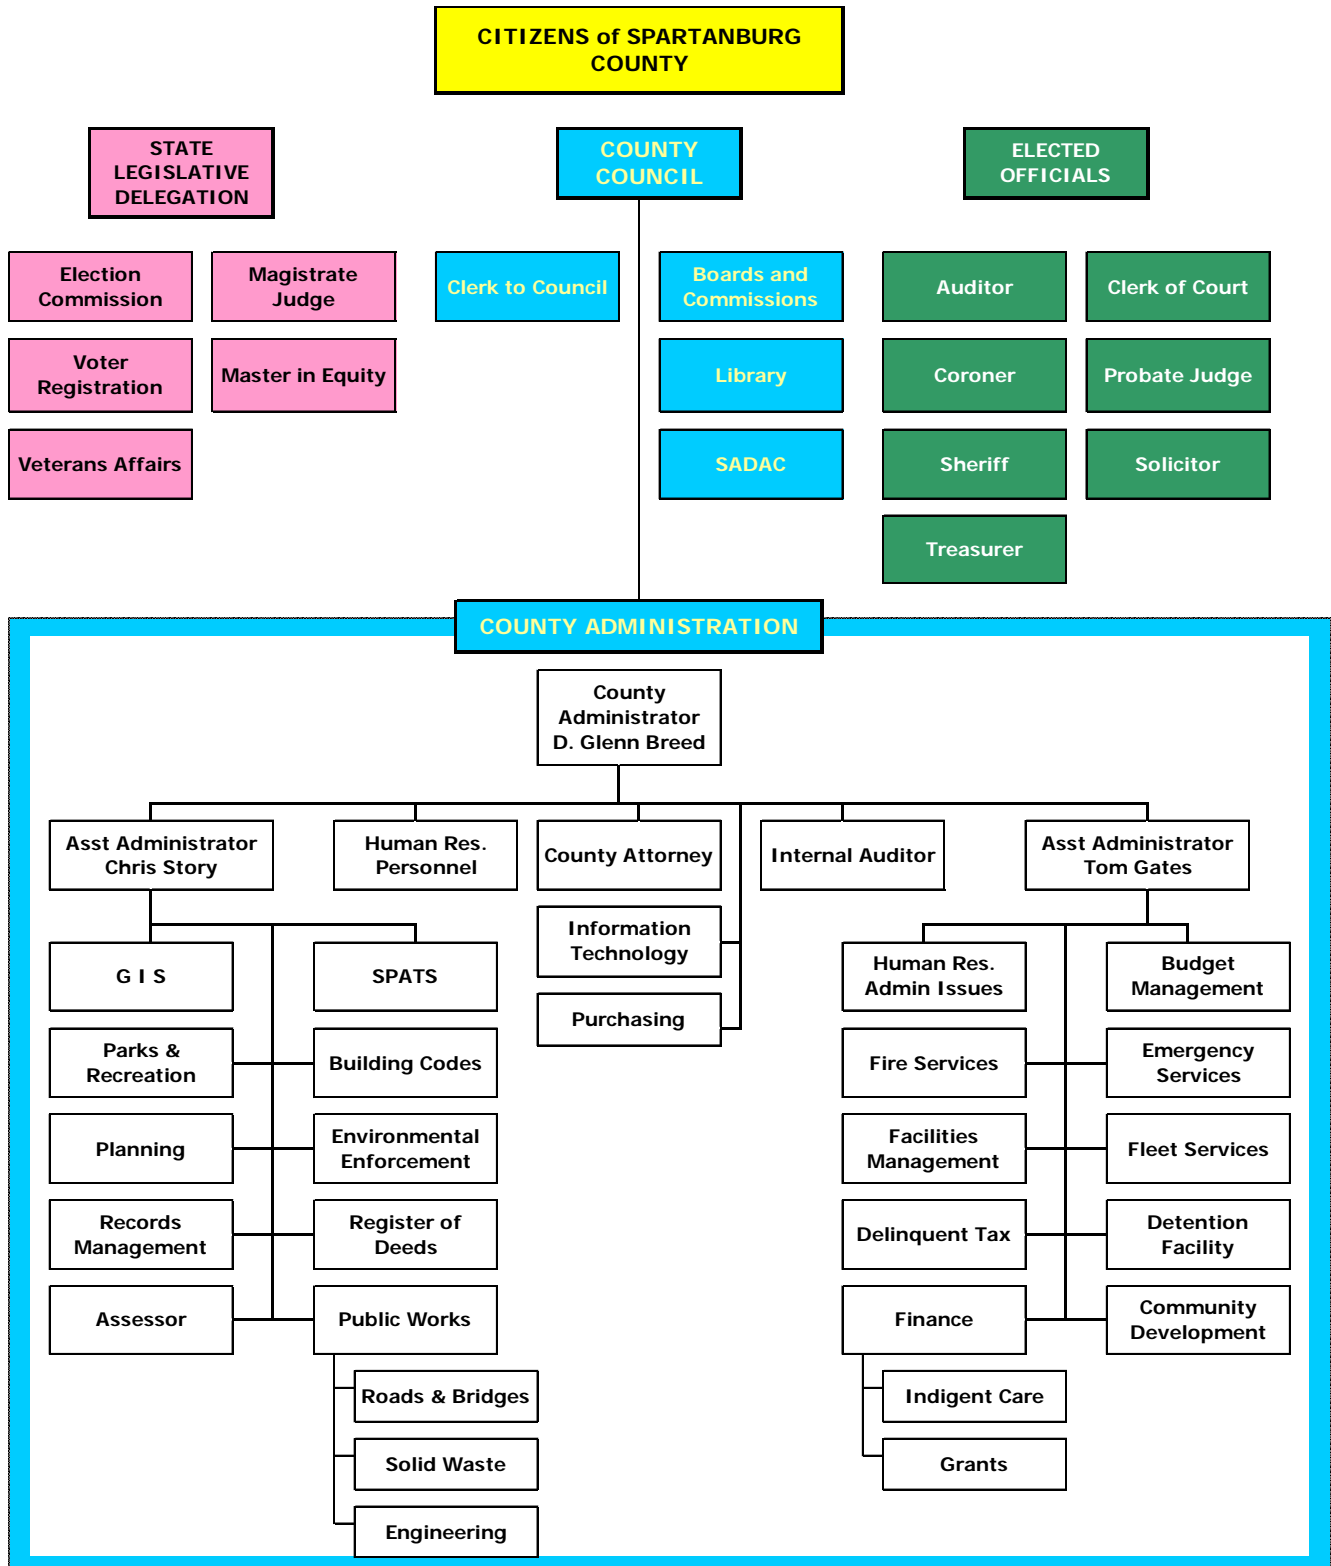 CITIZENS of SPARTANBURG
COUNTY
STATE
LEGISLATIVE
DELEGATION
COUNTY
COUNCIL
ELECTED
OFFICIALS
Election
Commission
Magistrate
Judge
Clerk to Council
Boards and
Commissions
Auditor
Clerk of Court
Voter
Registration
Master in Equity
Library
Coroner
Probate Judge
Veterans Affairs
SADAC
Sheriff
Solicitor
Treasurer
COUNTY ADMINISTRATION
County
Administrator
D. Glenn Breed
Asst Administrator
Chris Story
Human Res.
Personnel
County Attorney
Internal Auditor
Asst Administrator
Tom Gates
Information
Technology
Purchasing
G I S
SPATS
Parks &
Recreation
Building Codes
Planning
Environmental
Enforcement
Records
Management
Register of
Deeds
Assessor
Public Works
Roads & Bridges
Solid Waste
Engineering
Human Res.
Admin Issues
Budget
Management
Fire Services
Emergency
Services
Facilities
Management
Fleet Services
Delinquent Tax
Detention
Facility
Finance
Community
Development
Indigent Care
Grants